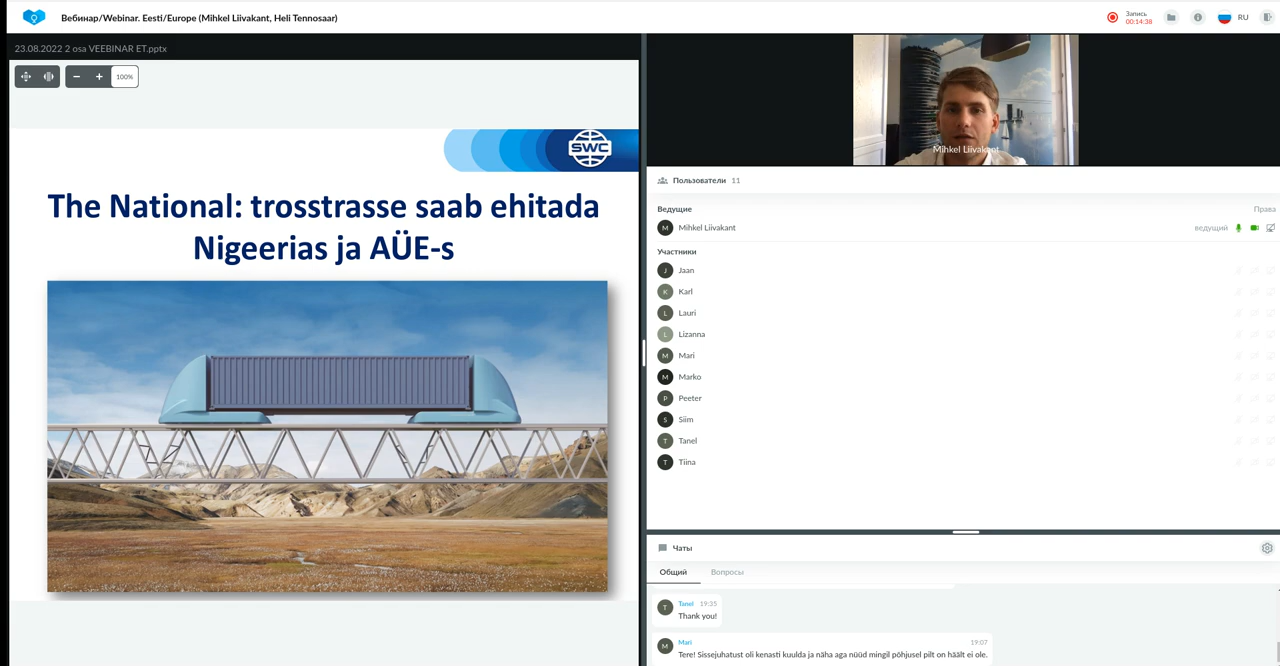 Вебинар/Webinar. Eesti/Europe (Mihkel Liivakant, Heli Tennosaar)
Запись
00:14:38
RU
23.08.2022 2 osa VEEBINAR ET.pptx
100%
SWC
The National: trosstrasse saab ehitada
Nigeerias ja AÜE-s
Mihkel Liivakant
Пользователи 11
Ведущие
Права
M Mihkel Liivakant ведущий
Участники
J Jaan
K Karl
L Lauri
L Lizanna
M Mari
M Marko
P Peeter
S Siim
T Tanel
T Tiina
Чаты
Общий Вопросы
T Tanel 19:35
Thank you!
M Mari 19:07
Tere! Sissejuhatust oli kenasti kuulda ja näha aga nüüd mingil põhjusel pilt on häält ei ole.